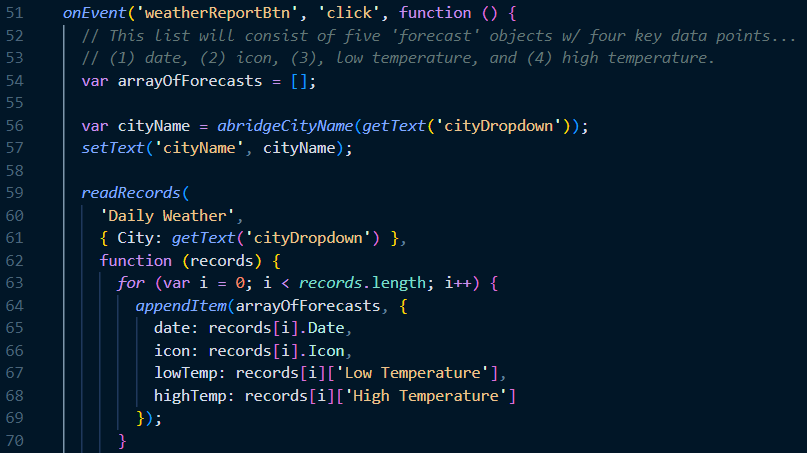 51 onEvent('weatherReportBtn', 'click', function () {
52 // This list will consist of five 'forecast' objects w/ four key data points...
53 // (1) date, (2) icon, (3), low temperature, and (4) high temperature.
54 var arrayOfForecasts = [];
55
56 var cityName = abridgeCityName(getText('cityDropdown'));
57 setText('cityName', cityName);
58
59 readRecords(
60 'Daily Weather',
61 { City: getText('cityDropdown') },
62 function (records) {
63 for (var i = 0; i < records.length; i++) {
64 appendItem(arrayOfForecasts, {
65 date: records[i].Date,
66 icon: records[i].Icon,
67 lowTemp: records[i]['Low Temperature'],
68 highTemp: records[i]['High Temperature']
69 });
70 }